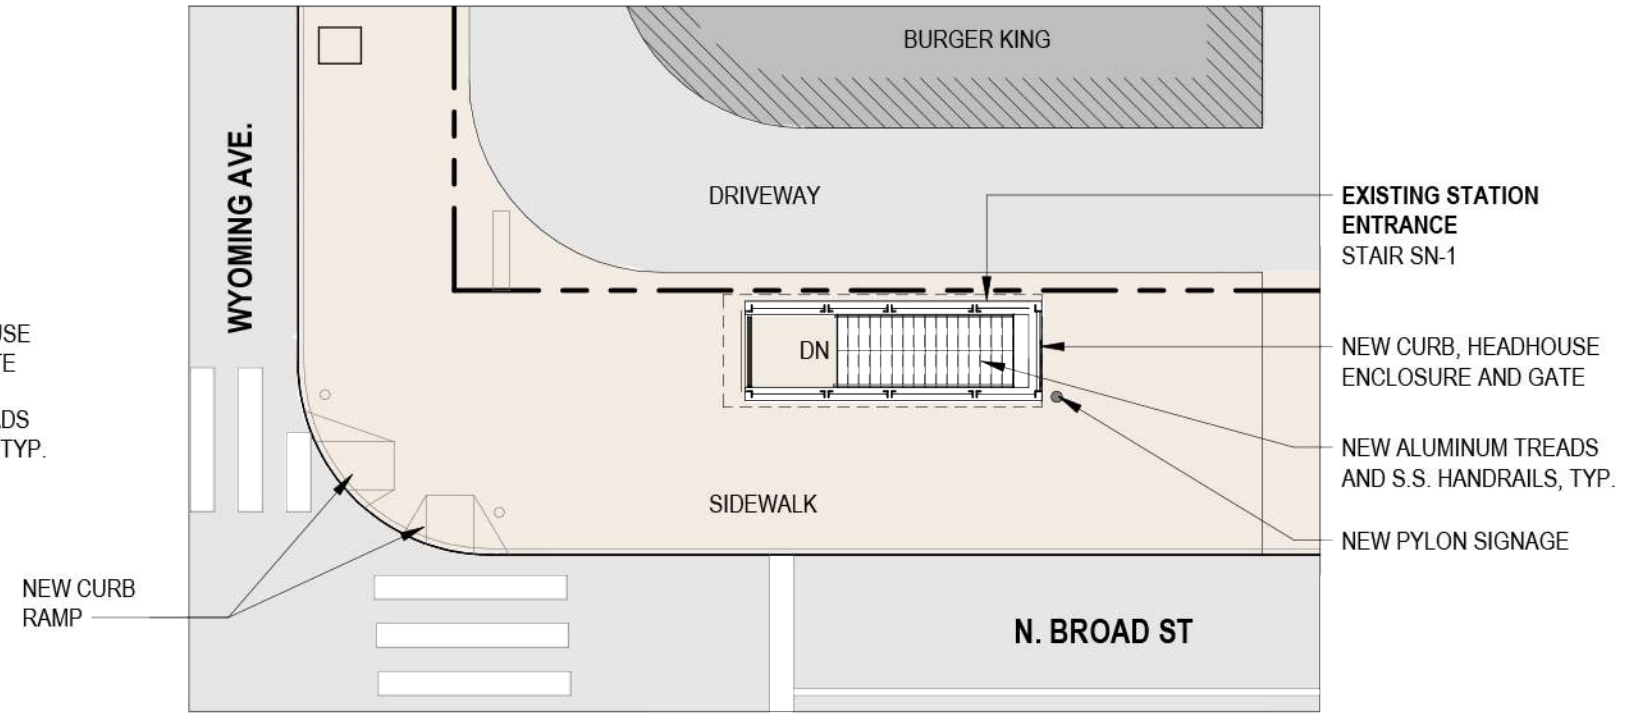 BURGER KING
WYOMING AVE.
DRIVEWAY
EXISTING STATION
ENTRANCE
STAIR SN-1
DN
NEW CURB, HEADHOUSE
ENCLOSURE AND GATE
TYP.
NEW ALUMINUM TREADS
AND S.S. HANDRAILS, TYP.
SIDEWALK
NEW PYLON SIGNAGE
NEW CURB
RAMP
N. BROAD ST